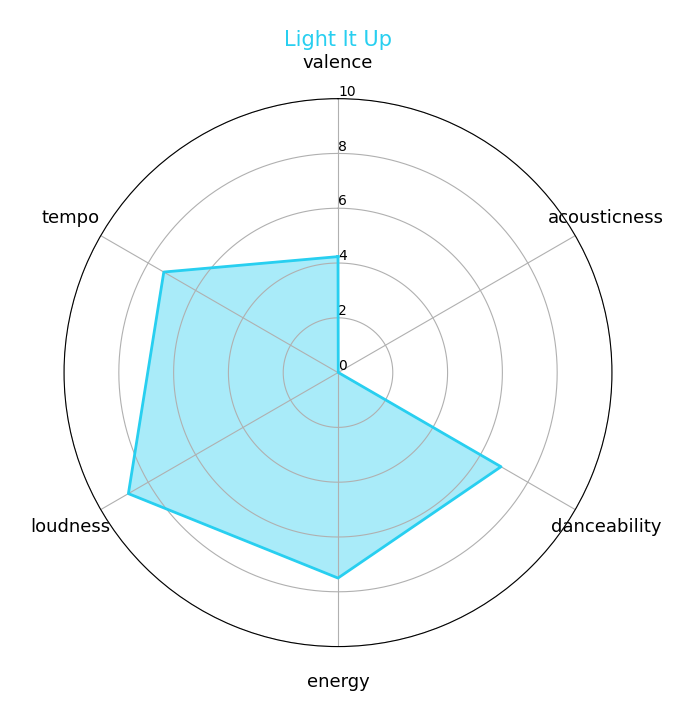 Light It Up
valence
10
8
6
4
2
0
tempo
acousticness
loudness
danceability
energy